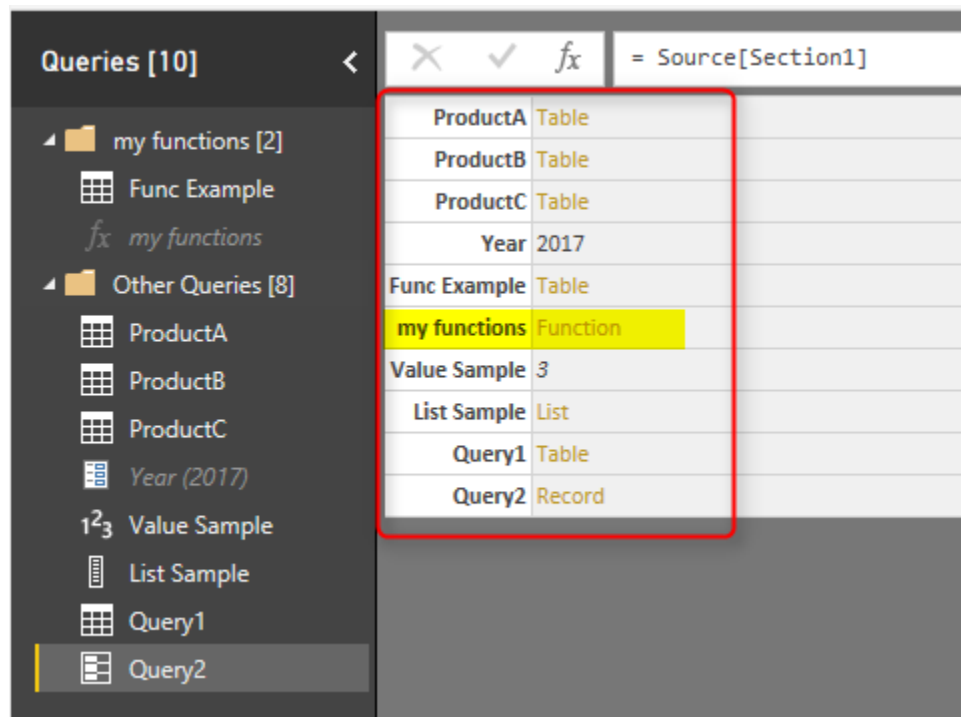 Queries [10]
<
fx
= Source[Section1]
my functions [2]
Func Example
fx my functions
Other Queries [8]
ProductA
ProductB
ProductC
Year (2017)
1²3 Value Sample
List Sample
Query1
Query2
ProductA Table
ProductB Table
ProductC Table
Year 2017
Func Example Table
my functions Function
Value Sample 3
List Sample List
Query1 Table
Query2 Record